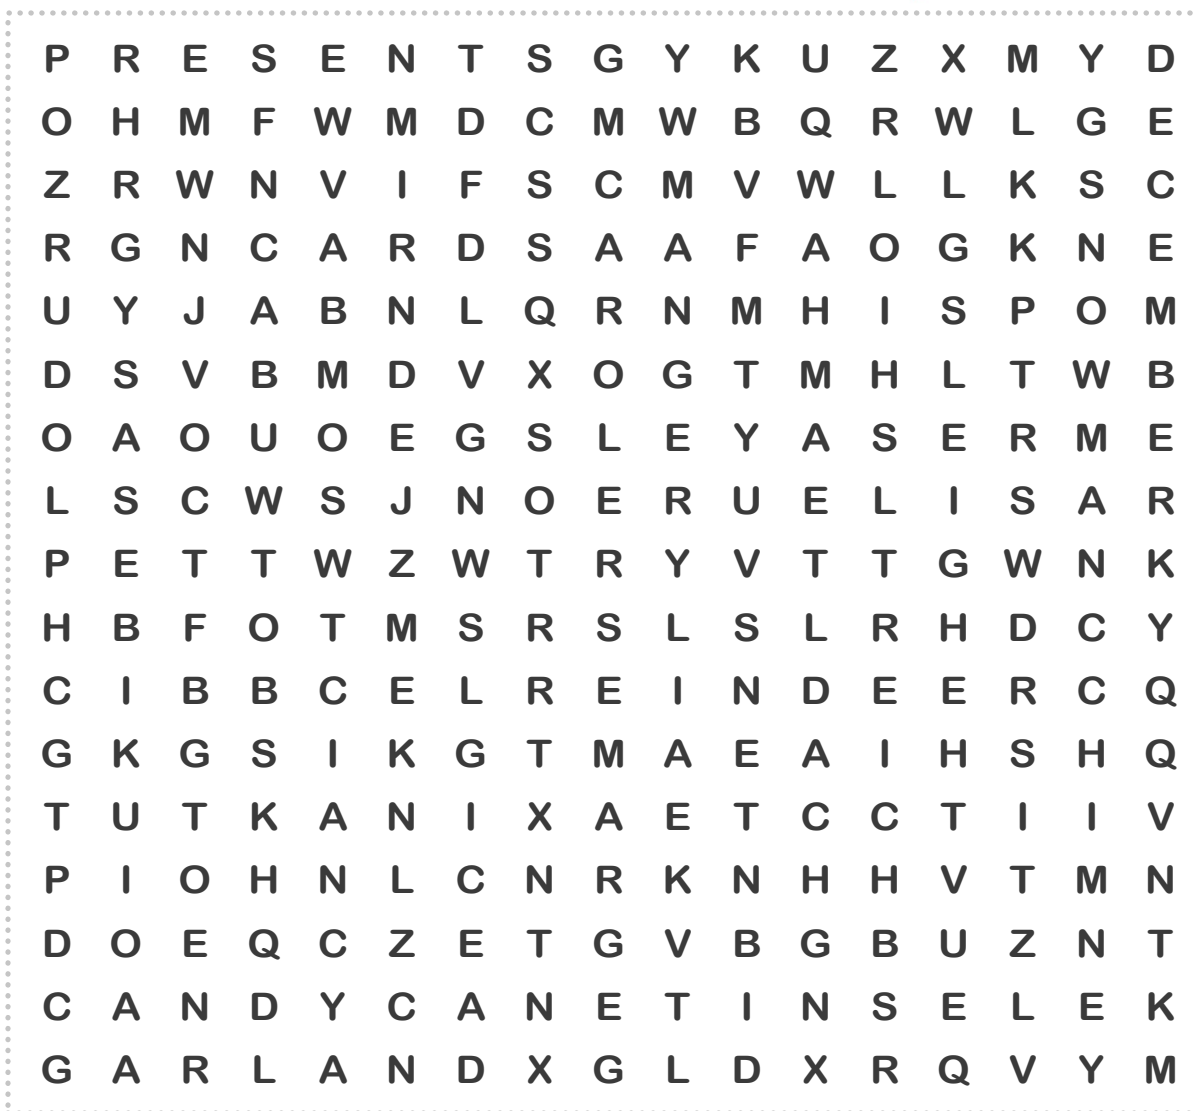 P R E S E N T S G Y K U Z X M Y D
O H M F W M D C M W B Q R W L G E
Z R W N V I F S C M V W L L K S C
R G N C A R D S A A F A O G K N E
U Y J A B N L Q R N M H I S P O M
D S V B M D V X O G T M H L T W B
O A O U O E G S L E Y A S E R M E
L S C W S J N O E R U E L I S A R
P E T T W Z W T R Y V T T G W N K
H B F O T M S R S L S L R H D C Y
C I B B C E L R E I N D E E R C Q
G K G S I K G T M A E A I H S H Q
T U T K A N I X A E T C C T I I V
P I O H N L C N R K N H H V T M N
D O E Q C Z E T G V B G B U Z N T
C A N D Y C A N E T I N S E L E K
G A R L A N D X G L D X R Q V Y M